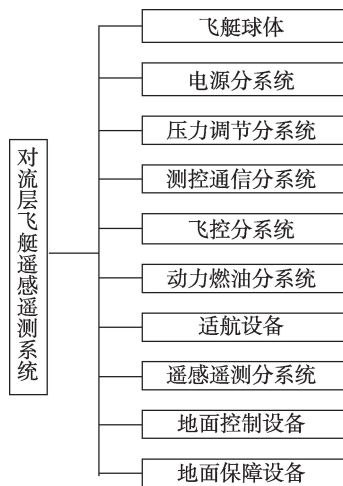 对流层飞艇遥感遥测系统
飞艇球体
电源分系统
压力调节分系统
测控通信分系统
飞控分系统
动力燃油分系统
适航设备
遥感遥测分系统
地面控制设备
地面保障设备